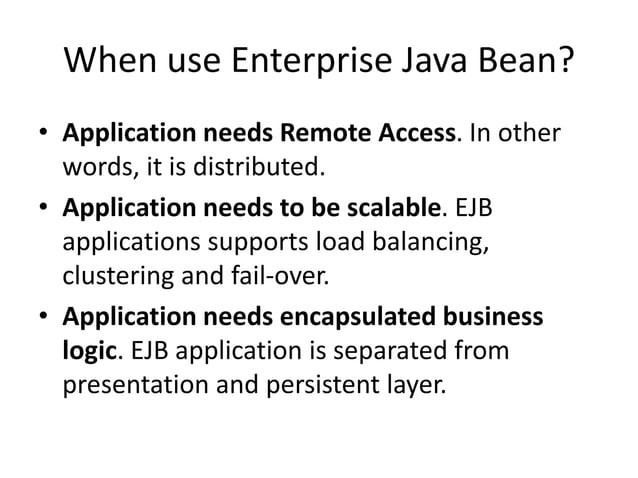 When use Enterprise Java Bean?
• Application needs Remote Access. In other
words, it is distributed.
• Application needs to be scalable. EJB
applications supports load balancing,
clustering and fail-over.
• Application needs encapsulated business
logic. EJB application is separated from
presentation and persistent layer.